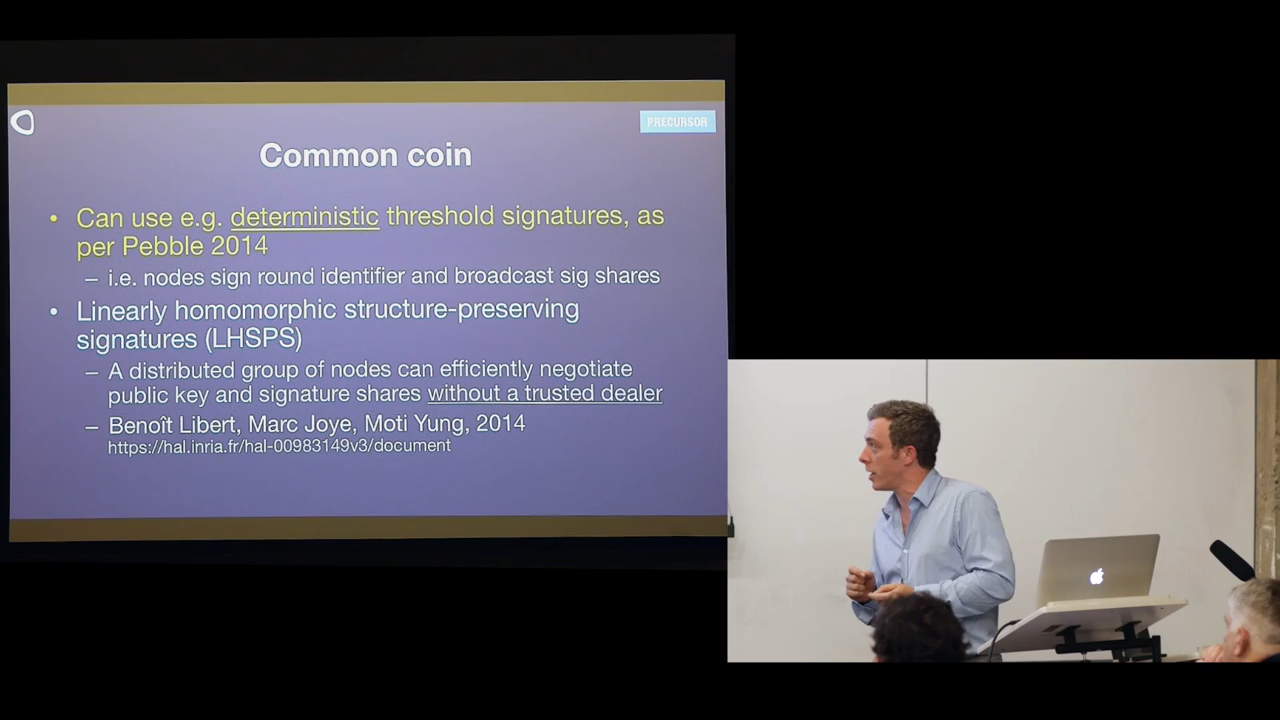 PRECURSOR
Common coin
• Can use e.g. deterministic threshold signatures, as
per Pebble 2014
– i.e. nodes sign round identifier and broadcast sig shares
• Linearly homomorphic structure-preserving
signatures (LHSPS)
– A distributed group of nodes can efficiently negotiate
public key and signature shares without a trusted dealer
– Benoît Libert, Marc Joye, Moti Yung, 2014
https://hal.inria.fr/hal-00983149v3/document